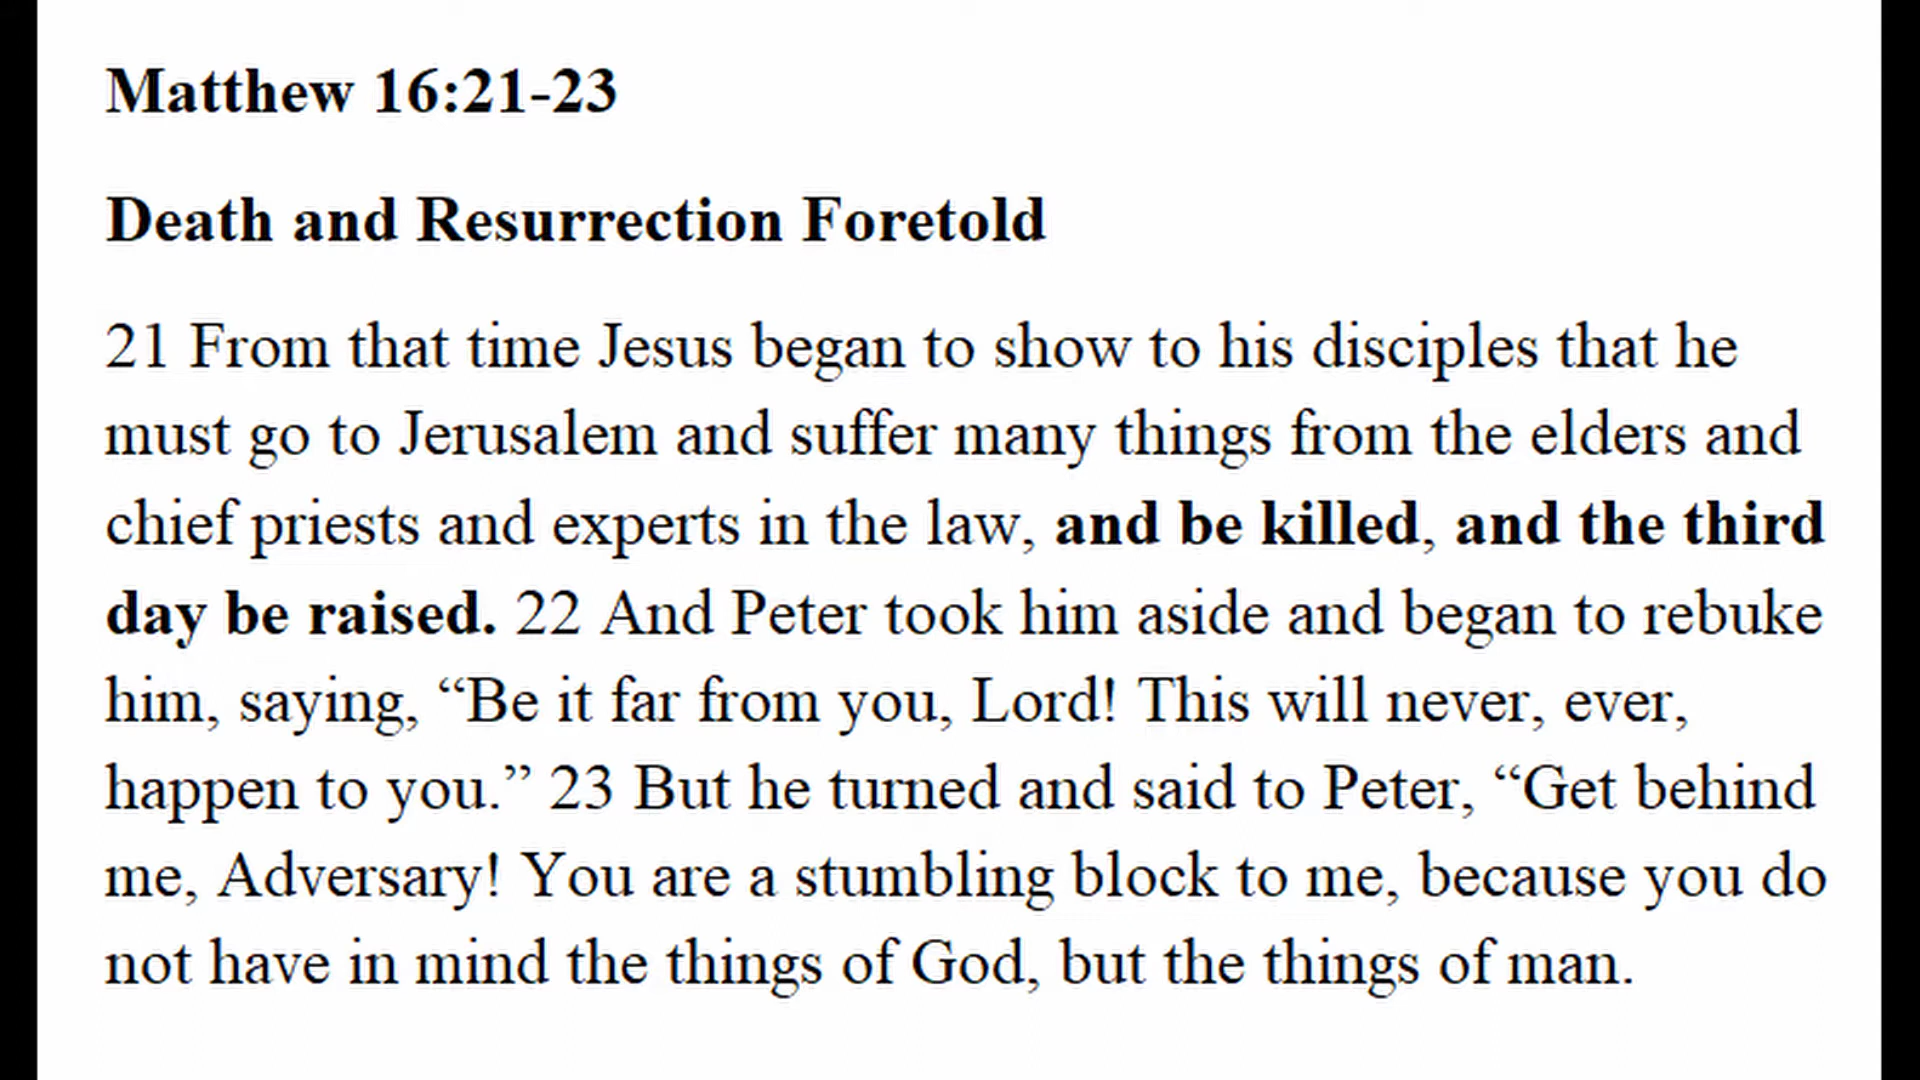 Matthew 16:21-23
Death and Resurrection Foretold
21 From that time Jesus began to show to his disciples that he
must go to Jerusalem and suffer many things from the elders and
chief priests and experts in the law, and be killed, and the third
day be raised. 22 And Peter took him aside and began to rebuke
him, saying, “Be it far from you, Lord! This will never, ever,
happen to you.” 23 But he turned and said to Peter, “Get behind
me, Adversary! You are a stumbling block to me, because you do
not have in mind the things of God, but the things of man.